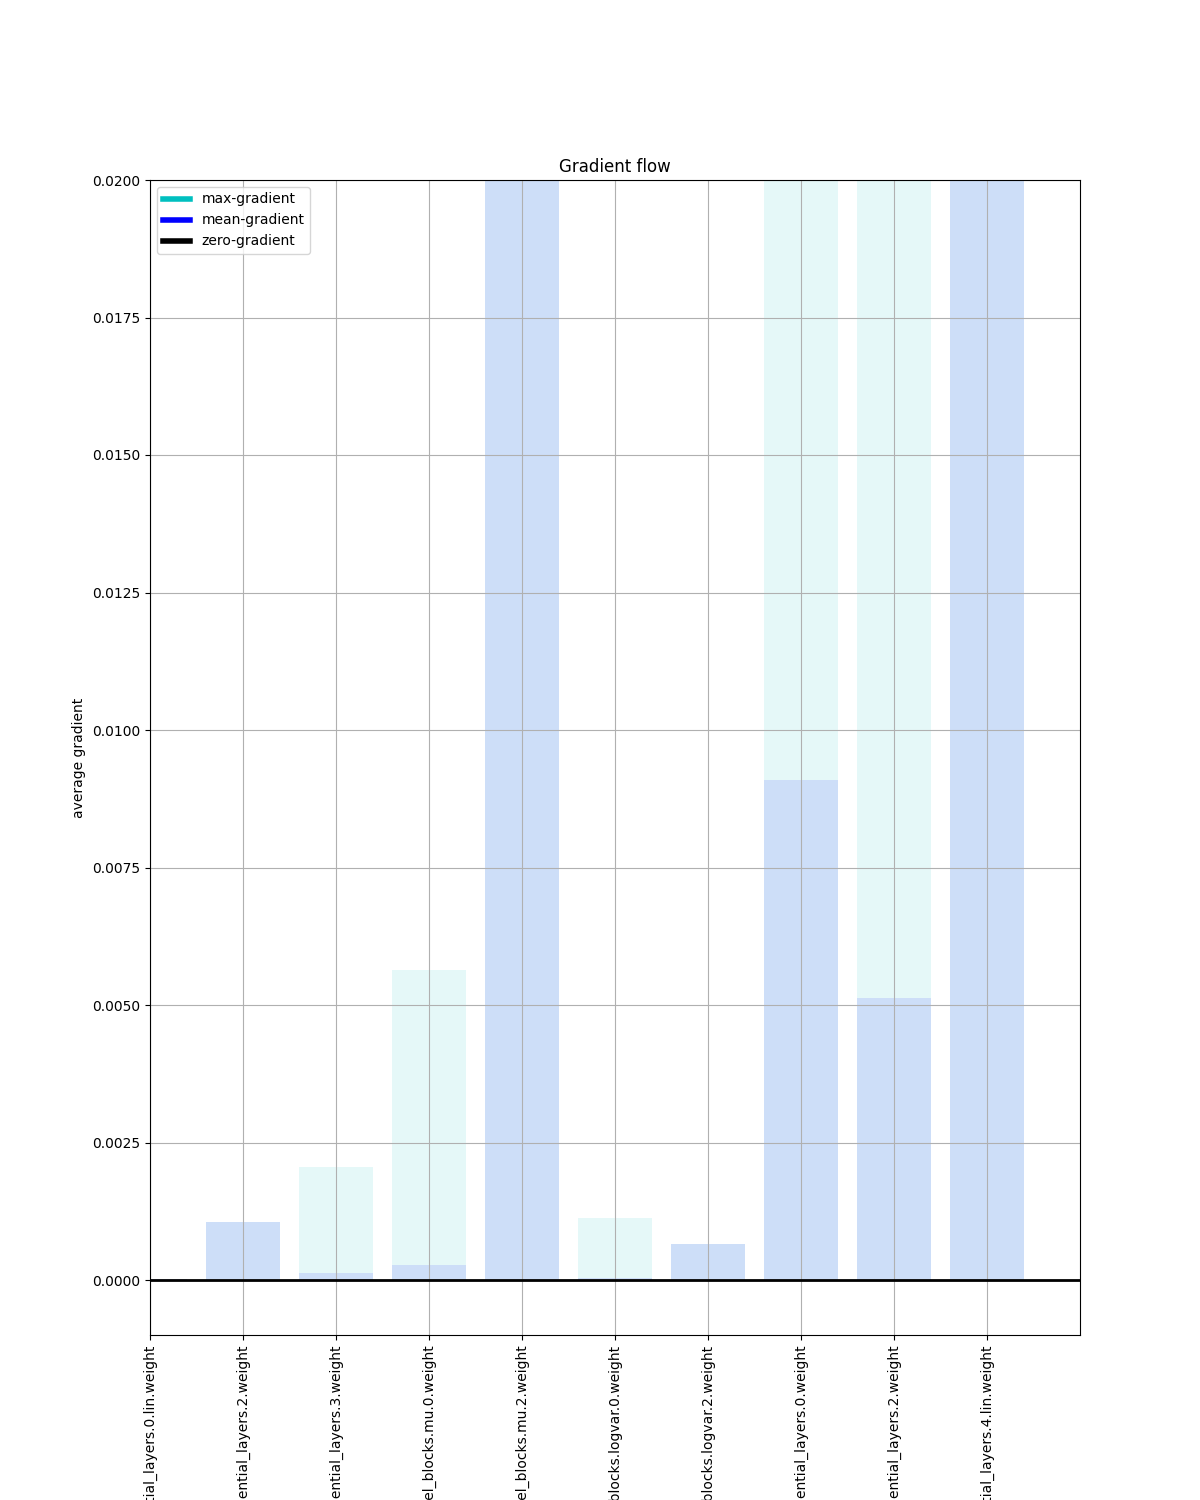 Gradient flow
max-gradient
mean-gradient
zero-gradient
0.0200
0.0175
0.0150
0.0125
0.0100
0.0075
0.0050
0.0025
0.0000
average gradient
tial_layers.0.lin.weight
ential_layers.2.weight
ential_layers.3.weight
el_blocks.mu.0.weight
el_blocks.mu.2.weight
blocks.logvar.0.weight
blocks.logvar.2.weight
ential_layers.0.weight
ential_layers.2.weight
tial_layers.4.lin.weight